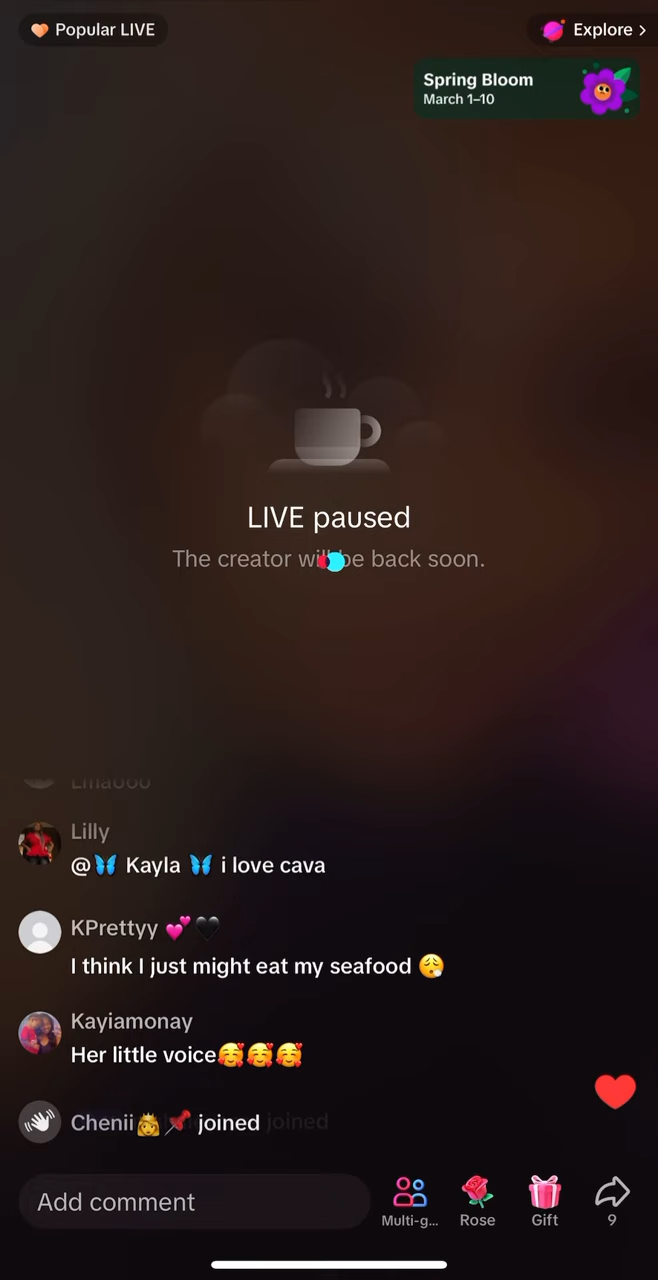 Popular LIVE
Explore >
Spring Bloom
March 1–10
LIVE paused
The creator will be back soon.
Lmaooo
Lilly
@🦋 Kayla 🦋 i love cava
KPrettyy 💕🖤
I think I just might eat my seafood 😮‍💨
Kayiamonay
Her little voice🥰🥰🥰
Chenii👸📌 joined
joined
Add comment
Multi-g...
Rose
Gift
9